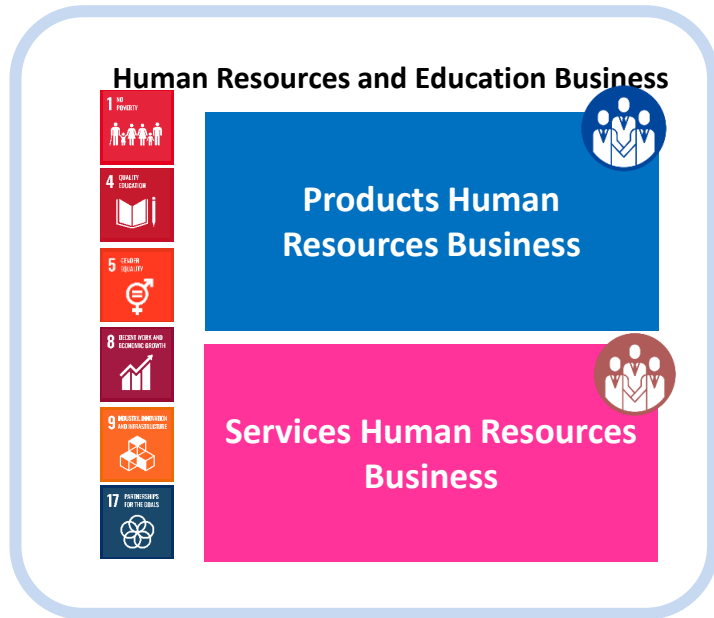 Human Resources and Education Business
1 NO
POVERTY
4 QUALITY
EDUCATION
5 GENDER
EQUALITY
8 DECENT WORK AND
ECONOMIC GROWTH
9 INDUSTRY, INNOVATION
AND INFRASTRUCTURE
17 PARTNERSHIPS
FOR THE GOALS
Products Human
Resources Business
Services Human Resources
Business